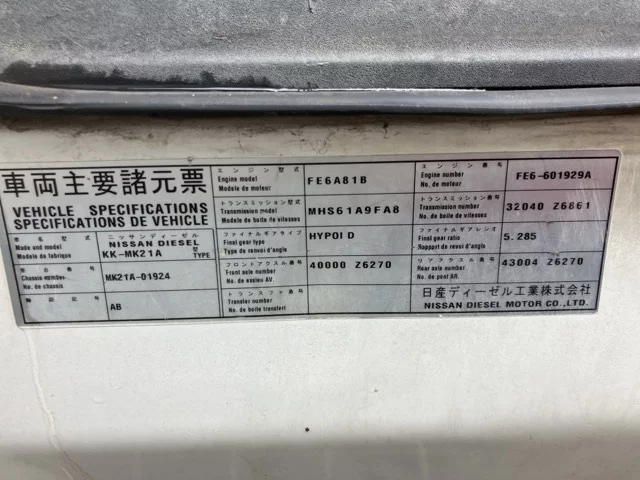 車両主要諸元票
VEHICLE SPECIFICATIONS
SPECIFICATIONS DE VEHICLE
車名型式
Make and model
Modele de fabrique
ニッサンディーゼル
NISSAN DIESEL
KK-MK21A 型 TYPE
車台番号
Chassis number
No. de chassis
MK21A-01924
AB
エンジン型式
Engine model
Modele de moteur
FE6A81B
エンジン番号
Engine number
No. de moteur
FE6-601929A
トランスミッション型式
Transmission model
Modele de boite de vitesses
MHS61A9FA8
トランスミッション番号
Transmission number
No. de boite de vitesses
32040 Z6861
ファイナルギアタイプ
Final gear type
Type de renvoi d'angle
HYPOID
ファイナルギアレシオ
Final gear ratio
Rapport de renvoi d'angle
5.285
フロントアクスル番号
Front axle number
No. de essieu AV.
40000 Z6270
リアアクスル番号
Rear axle number
No. de pont AR.
43004 Z6270
トランスファ番号
Transfer number
No. de boite transfert
日産ディーゼル工業株式会社
NISSAN DIESEL MOTOR CO., LTD.